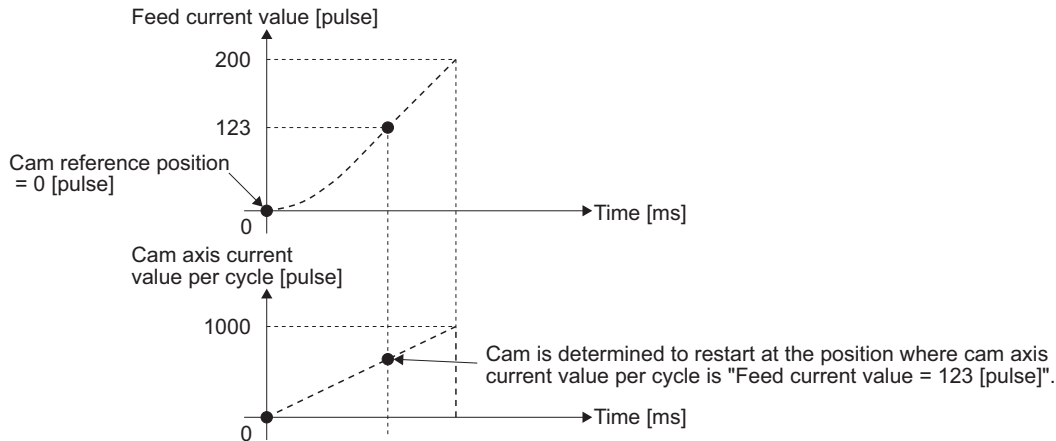 Feed current value [pulse]
200
123
Cam reference position
= 0 [pulse]
0
Time [ms]
Cam axis current
value per cycle [pulse]
1000
Cam is determined to restart at the position where cam axis
current value per cycle is "Feed current value = 123 [pulse]".
0
Time [ms]